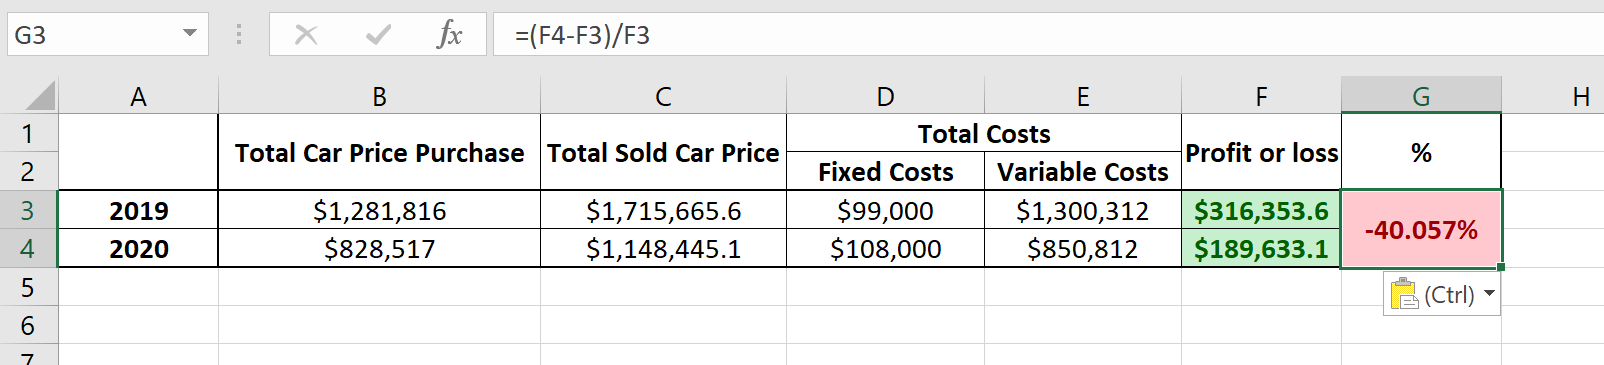 G3 fx =(F4-F3)/F3
A B C D E F G H
1 Total Costs
Total Car Price Purchase Total Sold Car Price Profit or loss %
2 Fixed Costs Variable Costs
3 2019 $1,281,816 $1,715,665.6 $99,000 $1,300,312 $316,353.6
-40.057%
4 2020 $828,517 $1,148,445.1 $108,000 $850,812 $189,633.1
5 (Ctrl)
6
7